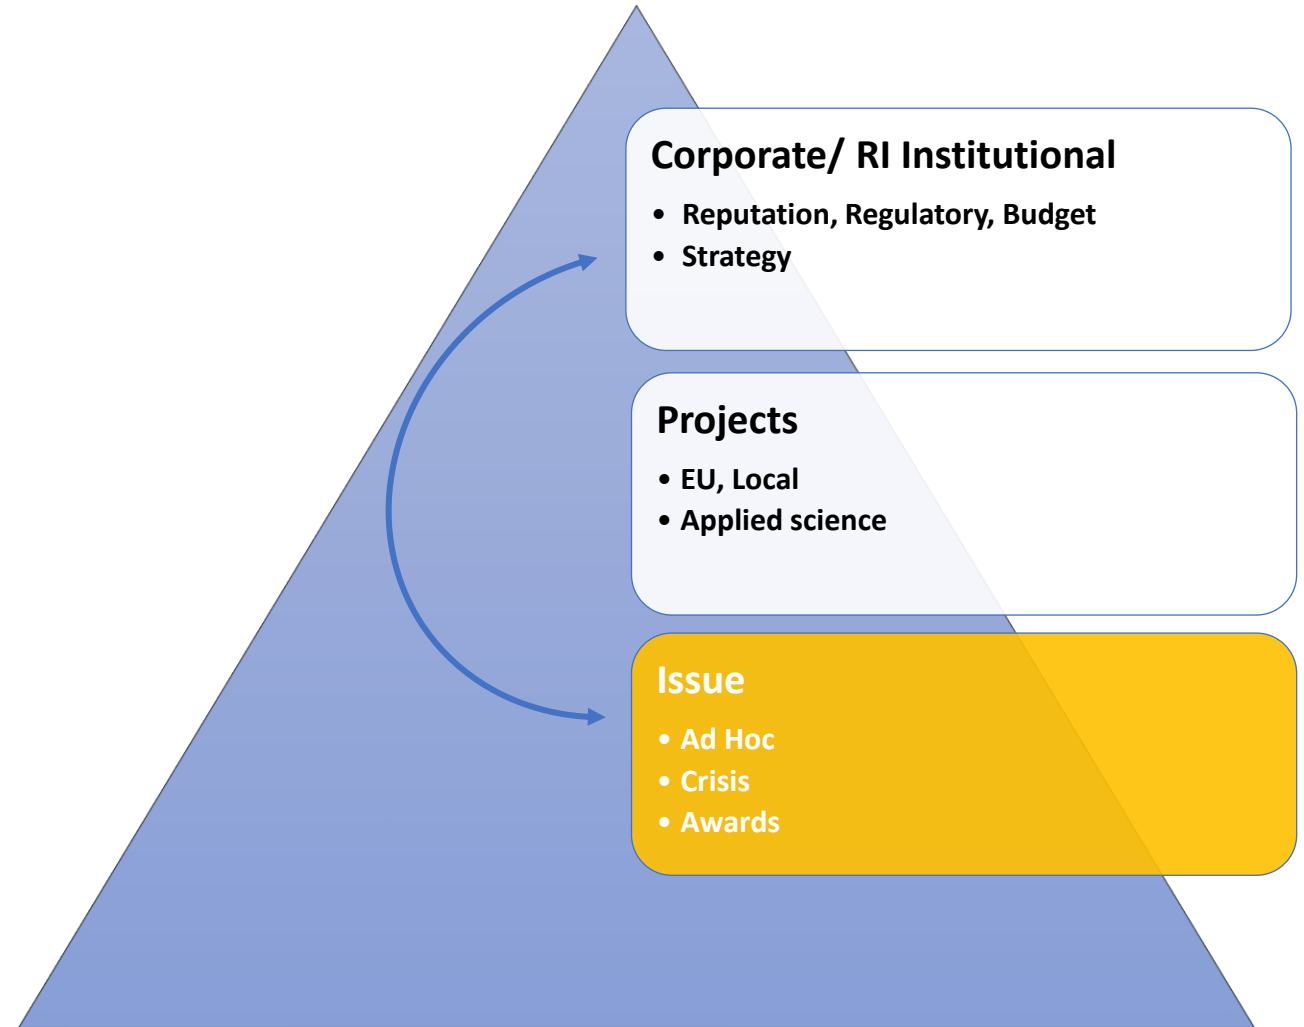 Corporate/ RI Institutional
• Reputation, Regulatory, Budget
• Strategy
Projects
• EU, Local
• Applied science
Issue
• Ad Hoc
• Crisis
• Awards